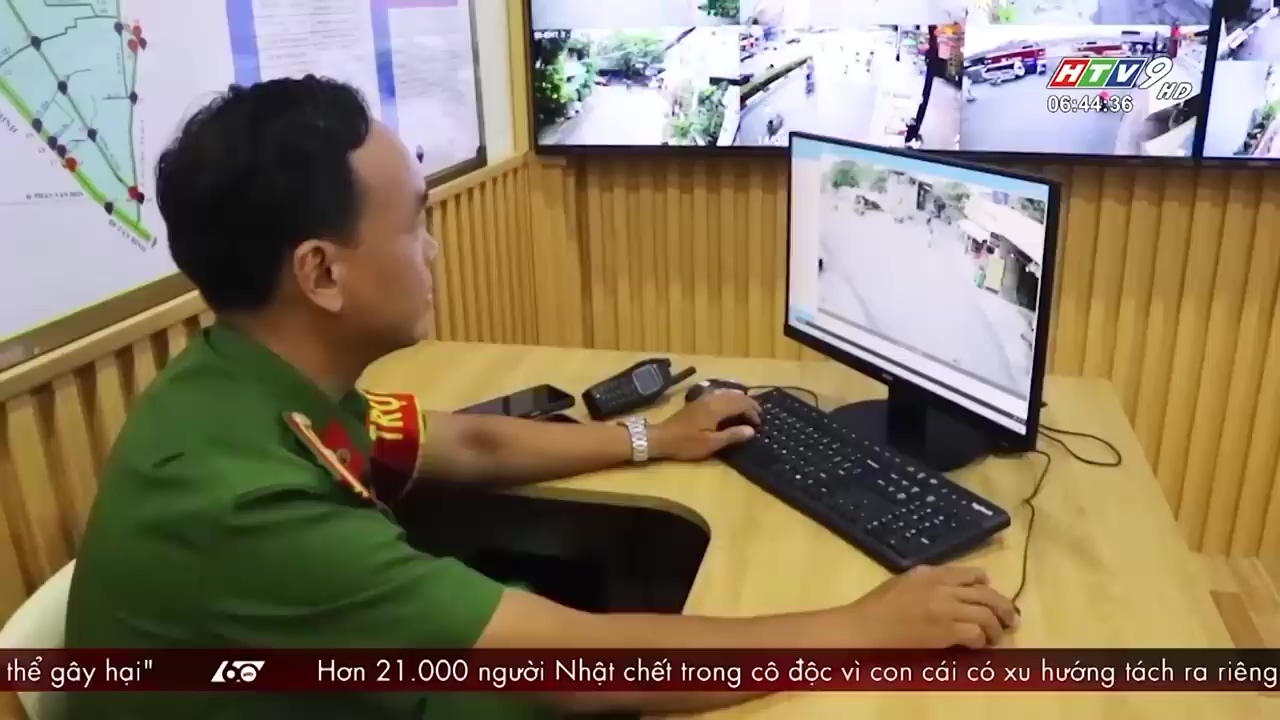 HTV9 HD
06:44:36
TRỰ
thể gây hại" 60 Hơn 21.000 người Nhật chết trong cô độc vì con cái có xu hướng tách ra riêng